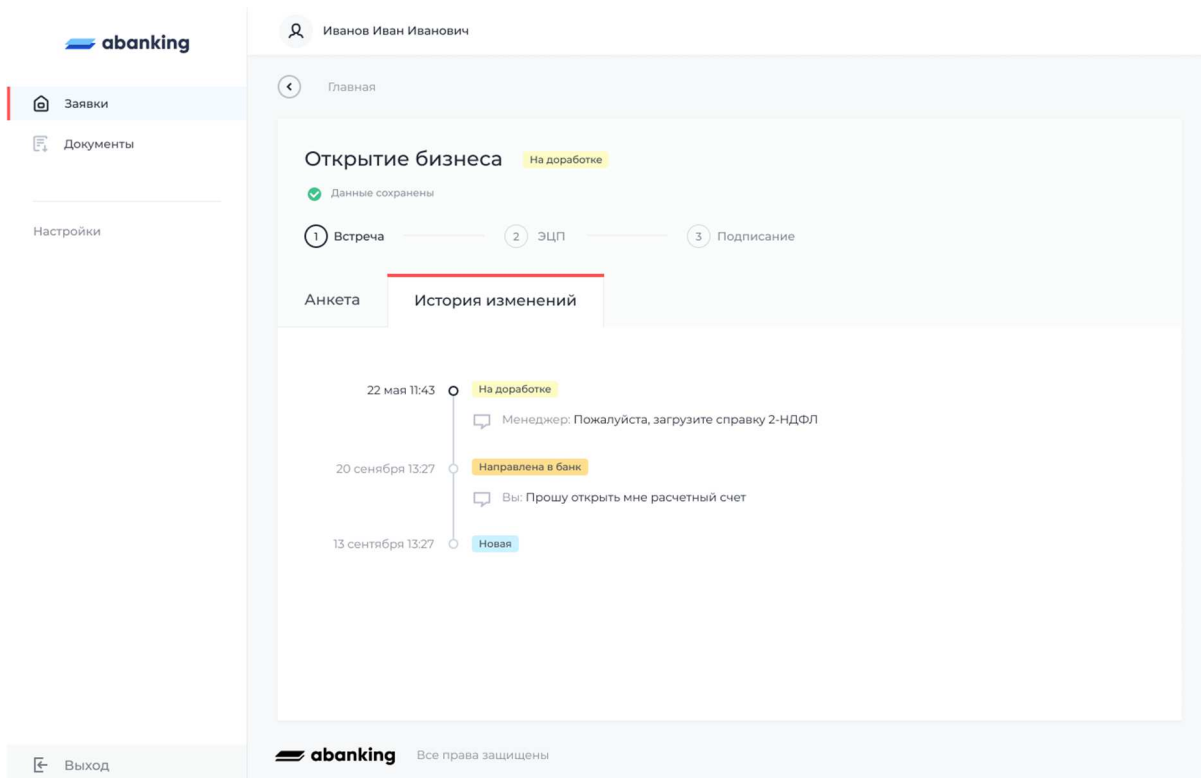 abanking
Иванов Иван Иванович
Главная
Заявки
Документы
Настройки
Открытие бизнеса На доработке
Данные сохранены
1 Встреча 2 ЭЦП 3 Подписание
Анкета История изменений
22 мая 11:43 На доработке
Менеджер: Пожалуйста, загрузите справку 2-НДФЛ
20 сенября 13:27 Направлена в банк
Вы: Прошу открыть мне расчетный счет
13 сентября 13:27 Новая
Выход
abanking Все права защищены